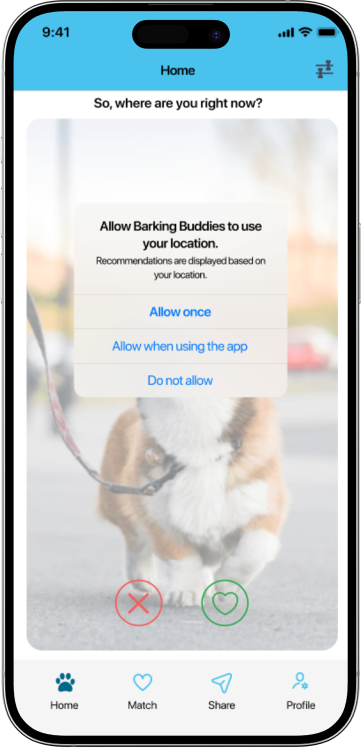 9:41
Home
So, where are you right now?
Allow Barking Buddies to use
your location.
Recommendations are displayed based on
your location.
Allow once
Allow when using the app
Do not allow
Home
Match
Share
Profile